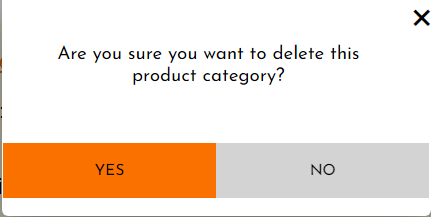 Are you sure you want to delete this
product category?
YES NO